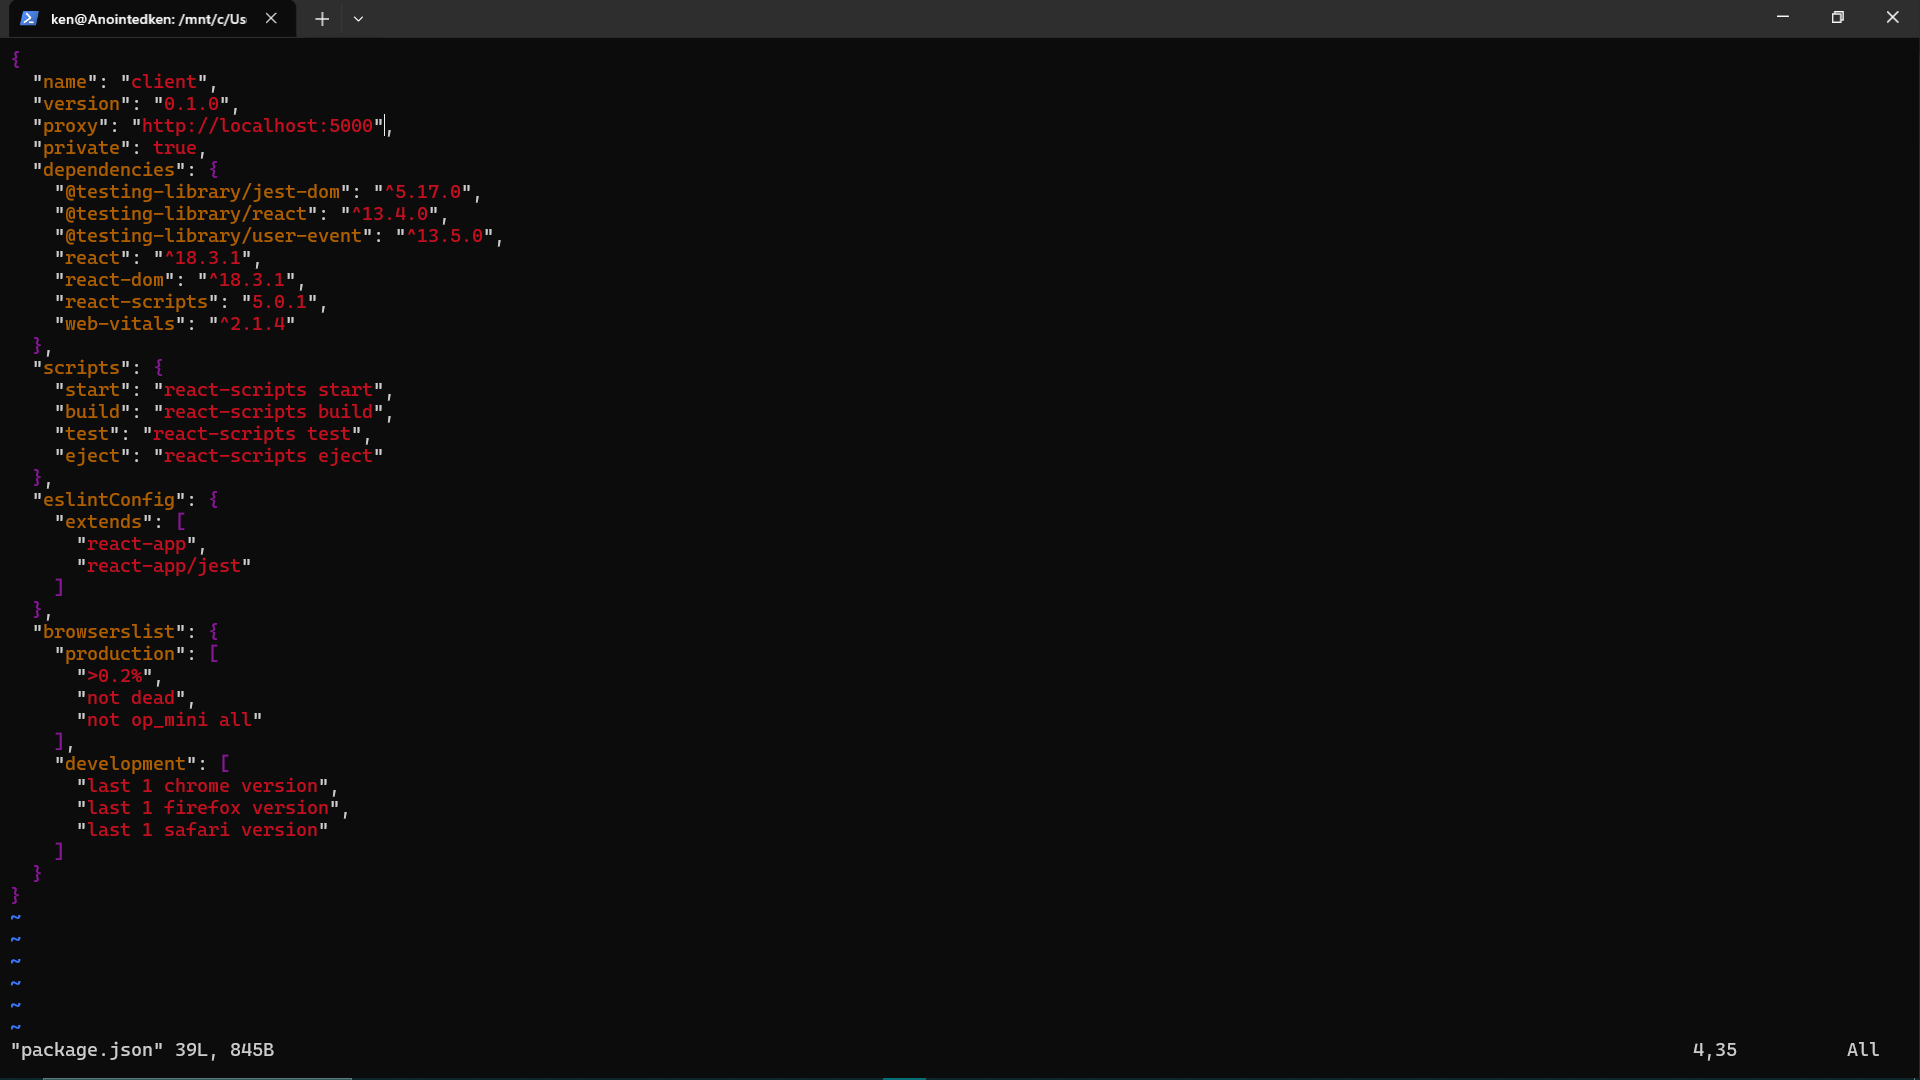 ken@Anointedken: /mnt/c/Us
{
  "name": "client",
  "version": "0.1.0",
  "proxy": "http://localhost:5000",
  "private": true,
  "dependencies": {
    "@testing-library/jest-dom": "^5.17.0",
    "@testing-library/react": "^13.4.0",
    "@testing-library/user-event": "^13.5.0",
    "react": "^18.3.1",
    "react-dom": "^18.3.1",
    "react-scripts": "5.0.1",
    "web-vitals": "^2.1.4"
  },
  "scripts": {
    "start": "react-scripts start",
    "build": "react-scripts build",
    "test": "react-scripts test",
    "eject": "react-scripts eject"
  },
  "eslintConfig": {
    "extends": [
      "react-app",
      "react-app/jest"
    ]
  },
  "browserslist": {
    "production": [
      ">0.2%",
      "not dead",
      "not op_mini all"
    ],
    "development": [
      "last 1 chrome version",
      "last 1 firefox version",
      "last 1 safari version"
    ]
  }
}
~
~
~
~
~
~
"package.json" 39L, 845B 4,35 All